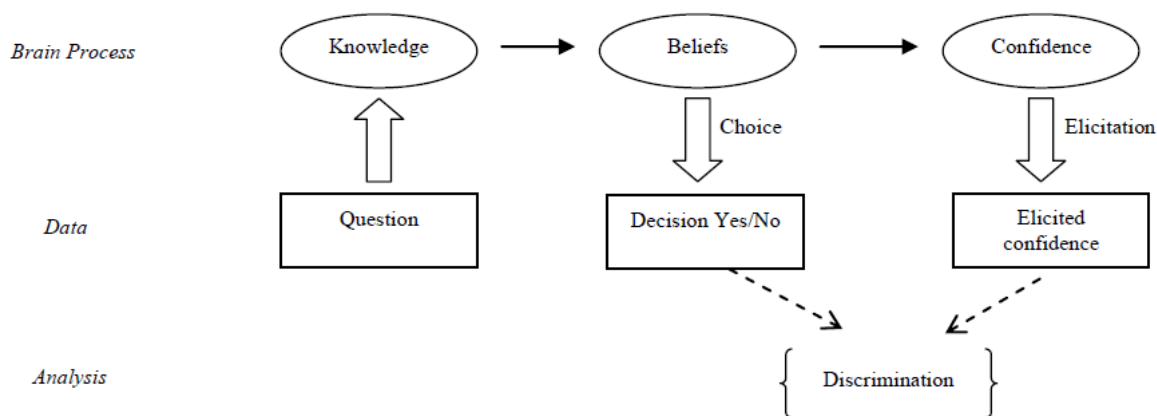 Brain Process
Knowledge
Beliefs
Confidence
Choice
Elicitation
Data
Question
Decision Yes/No
Elicited
confidence
Analysis
Discrimination